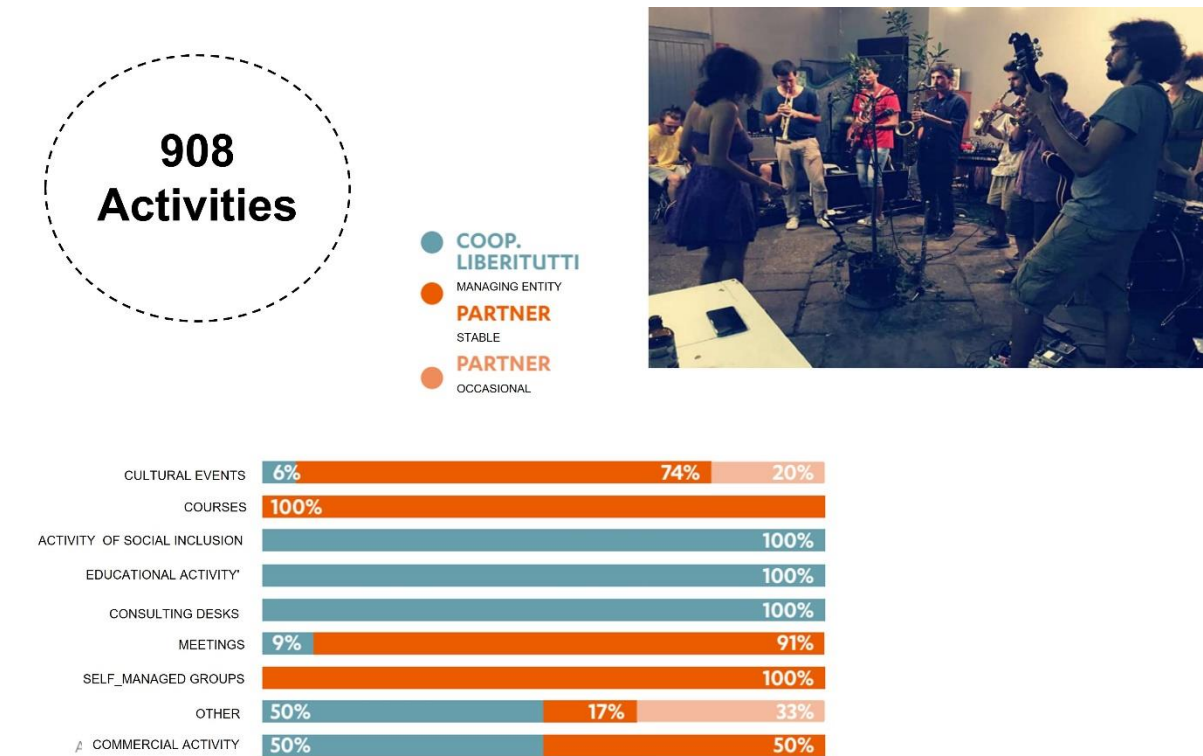 908
Activities
COOP.
LIBERITUTTI
MANAGING ENTITY
PARTNER
STABLE
PARTNER
OCCASIONAL
CULTURAL EVENTS 6% 74% 20%
COURSES 100%
ACTIVITY OF SOCIAL INCLUSION 100%
EDUCATIONAL ACTIVITY' 100%
CONSULTING DESKS 100%
MEETINGS 9% 91%
SELF_MANAGED GROUPS 100%
OTHER 50% 17% 33%
COMMERCIAL ACTIVITY 50% 50%